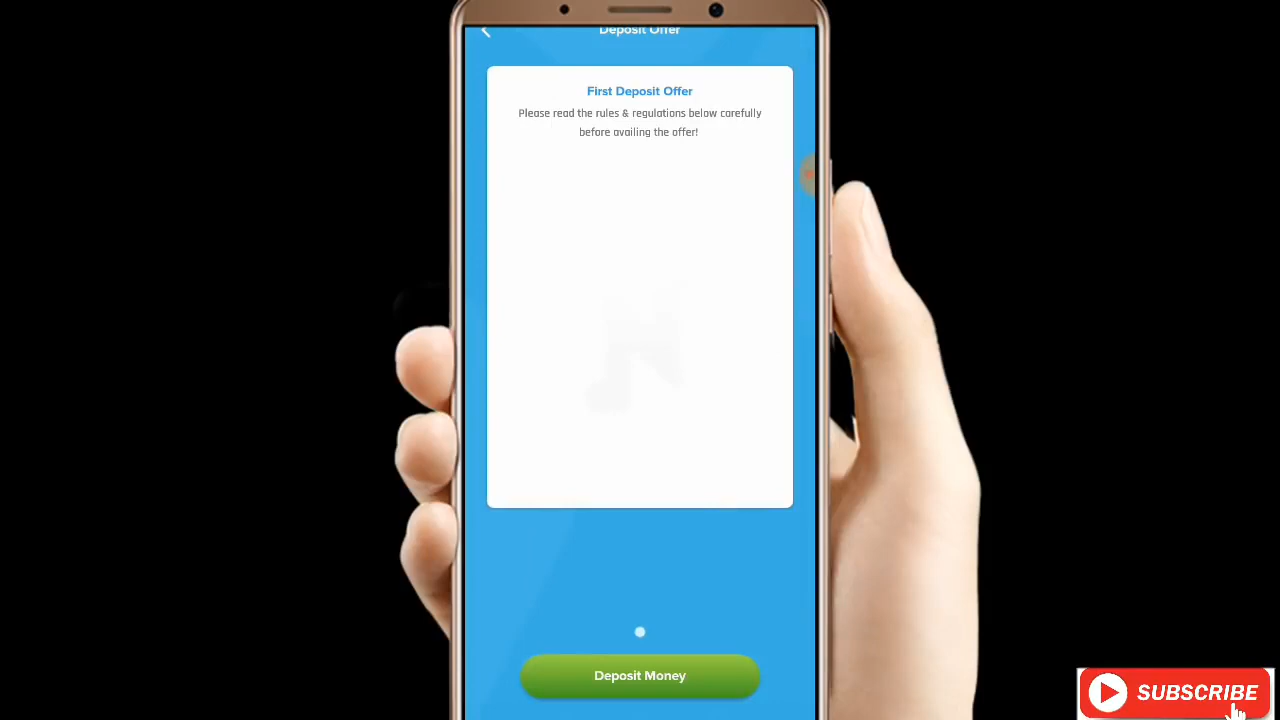 Deposit Offer
First Deposit Offer
Please read the rules & regulations below carefully
before availing the offer!
Deposit Money
SUBSCRIBE